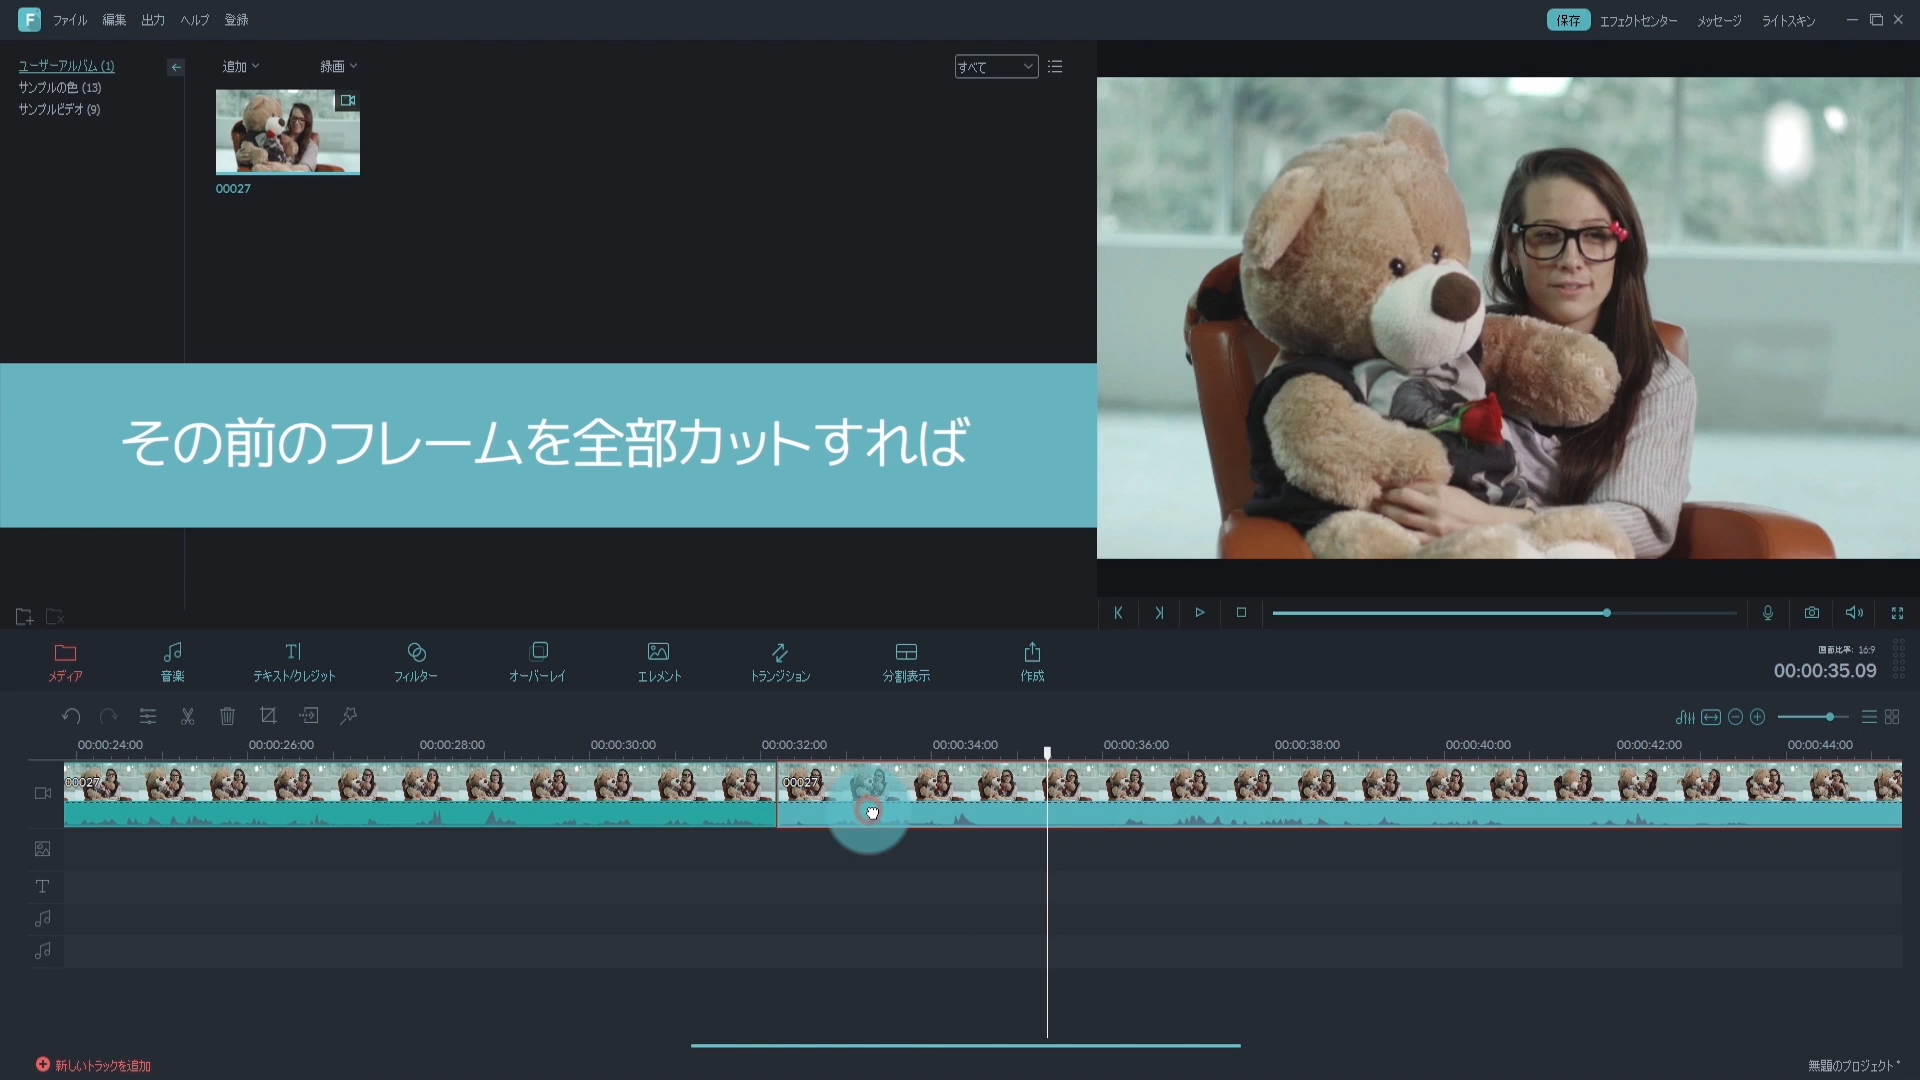 F ファイル 編集 出力 ヘルプ 登録
保存 エフェクトセンター メッセージ ライトスキン
ユーザーアルバム (1)
サンプルの色 (13)
サンプルビデオ (9)
追加 録画 すべて
00027
その前のフレームを全部カットすれば
メディア 音楽 テキスト/クレジット フィルター オーバーレイ エレメント トランジション 分割表示 作成
画面比率: 16:9
00:00:35.09
00:00:24:00 00:00:26:00 00:00:28:00 00:00:30:00 00:00:32:00 00:00:34:00 00:00:36:00 00:00:38:00 00:00:40:00 00:00:42:00 00:00:44:00
00027 00027
新しいトラックを追加
無題のプロジェクト *